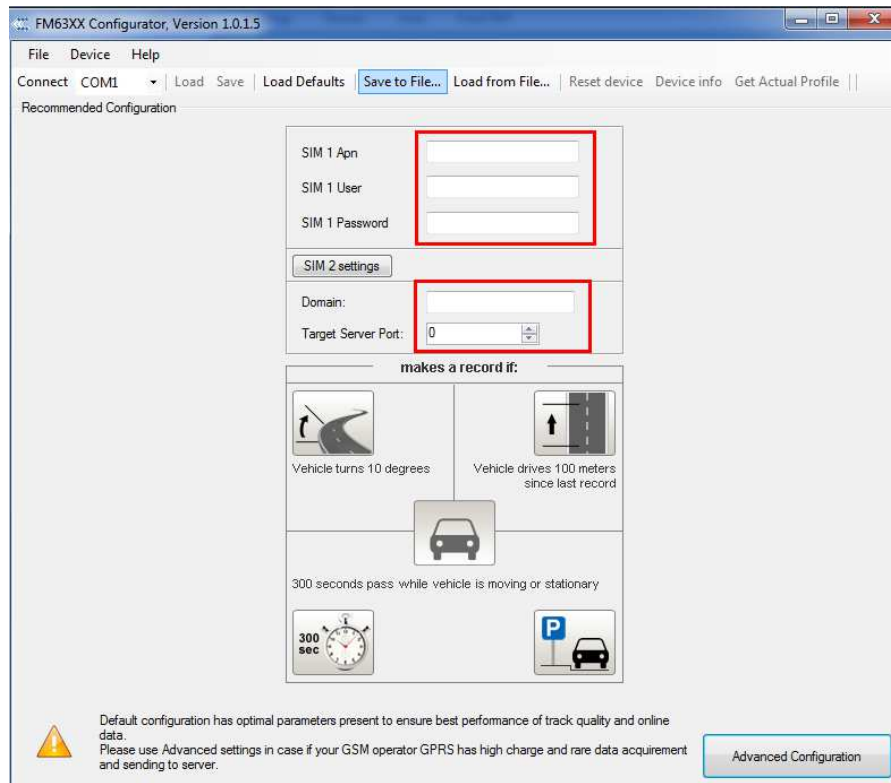 FM63XX Configurator, Version 1.0.1.5
File Device Help
Connect COM1 Load Save Load Defaults Save to File... Load from File... Reset device Device info Get Actual Profile
Recommended Configuration
SIM 1 Apn
SIM 1 User
SIM 1 Password
SIM 2 settings
Domain:
Target Server Port: 0
makes a record if:
Vehicle turns 10 degrees
Vehicle drives 100 meters
since last record
300 seconds pass while vehicle is moving or stationary
300
sec
P
Default configuration has optimal parameters present to ensure best performance of track quality and online
data.
Please use Advanced settings in case if your GSM operator GPRS has high charge and rare data acquirement
and sending to server.
Advanced Configuration